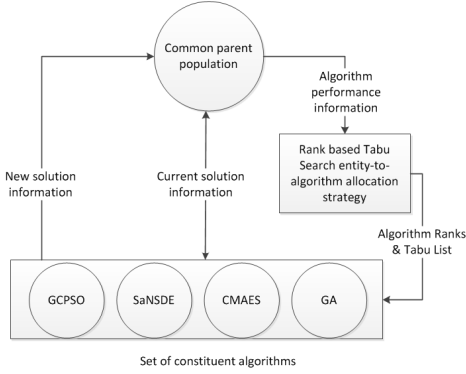 Common parent
population
Algorithm
performance
information
Rank based Tabu
Search entity-to-
algorithm allocation
strategy
New solution
information
Current solution
information
Algorithm Ranks
& Tabu List
GCPSO
SaNSDE
CMAES
GA
Set of constituent algorithms